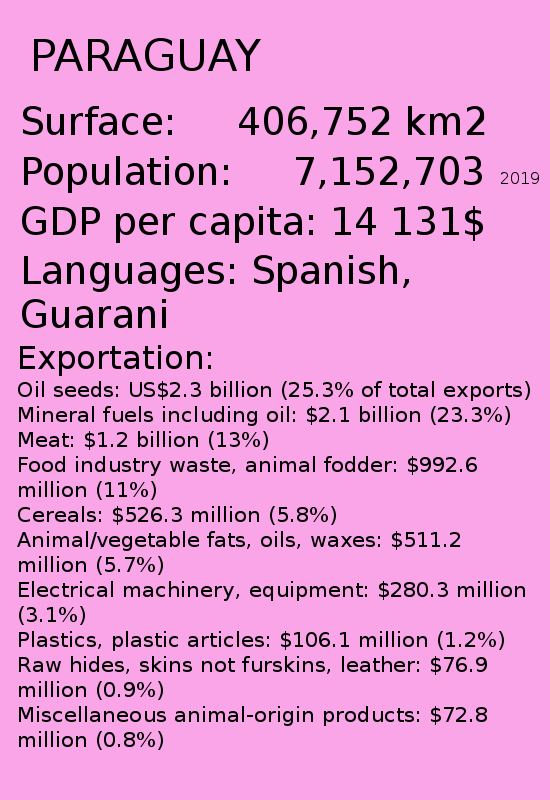 PARAGUAY
Surface: 406,752 km2
Population: 7,152,703 2019
GDP per capita: 14 131$
Languages: Spanish,
Guarani
Exportation:
Oil seeds: US$2.3 billion (25.3% of total exports)
Mineral fuels including oil: $2.1 billion (23.3%)
Meat: $1.2 billion (13%)
Food industry waste, animal fodder: $992.6
million (11%)
Cereals: $526.3 million (5.8%)
Animal/vegetable fats, oils, waxes: $511.2
million (5.7%)
Electrical machinery, equipment: $280.3 million
(3.1%)
Plastics, plastic articles: $106.1 million (1.2%)
Raw hides, skins not furskins, leather: $76.9
million (0.9%)
Miscellaneous animal-origin products: $72.8
million (0.8%)